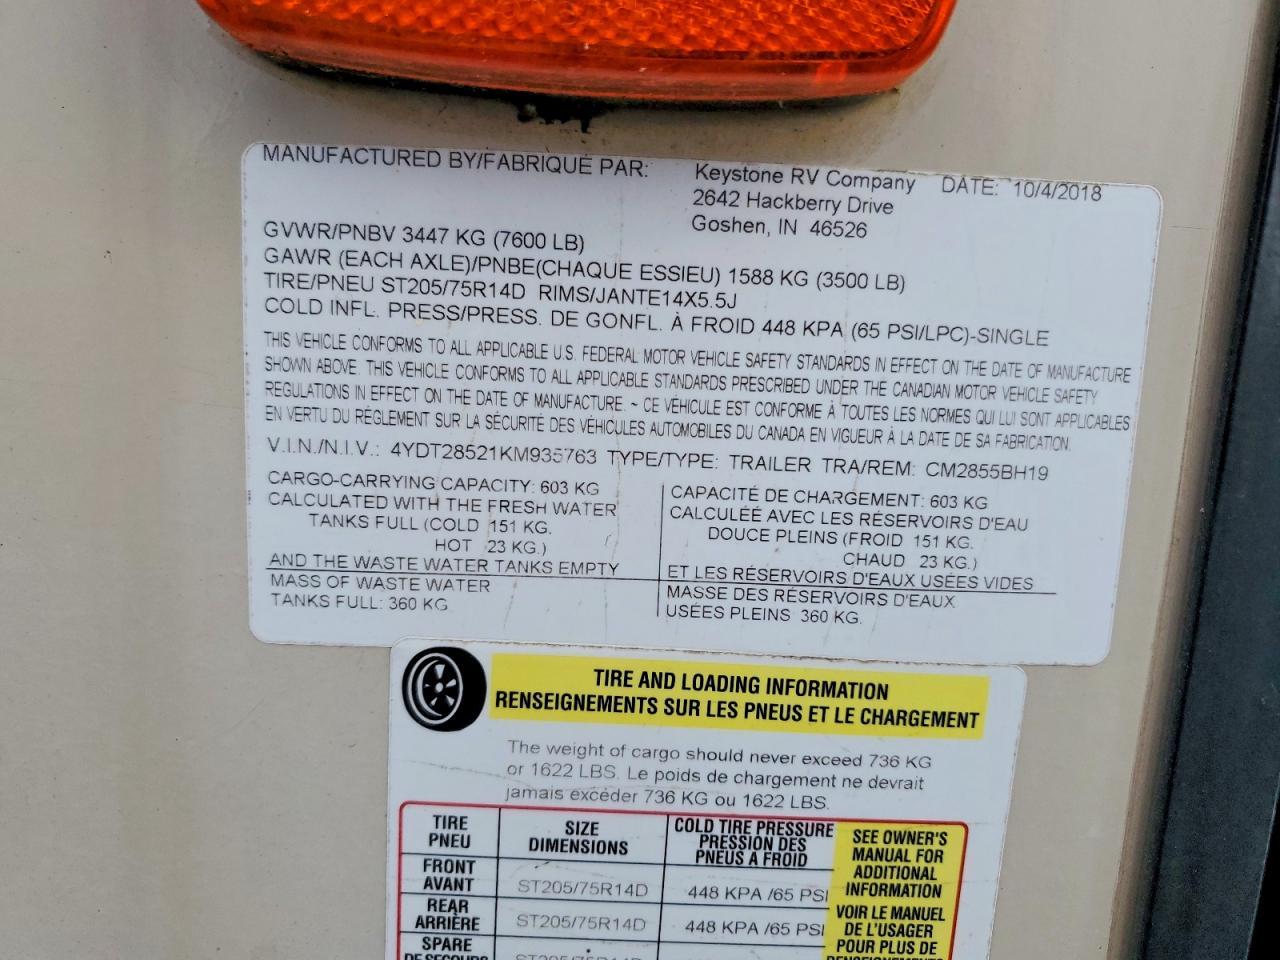 MANUFACTURED BY/FABRIQUÉ PAR: Keystone RV Company DATE: 10/4/2018
2642 Hackberry Drive
Goshen, IN 46526
GVWR/PNBV 3447 KG (7600 LB)
GAWR (EACH AXLE)/PNBE(CHAQUE ESSIEU) 1588 KG (3500 LB)
TIRE/PNEU ST205/75R14D RIMS/JANTE14X5.5J
COLD INFL. PRESS/PRESS. DE GONFL. À FROID 448 KPA (65 PSI/LPC)-SINGLE
THIS VEHICLE CONFORMS TO ALL APPLICABLE U.S. FEDERAL MOTOR VEHICLE SAFETY STANDARDS IN EFFECT ON THE DATE OF MANUFACTURE
SHOWN ABOVE. THIS VEHICLE CONFORMS TO ALL APPLICABLE STANDARDS PRESCRIBED UNDER THE CANADIAN MOTOR VEHICLE SAFETY
REGULATIONS IN EFFECT ON THE DATE OF MANUFACTURE. ~ CE VÉHICULE EST CONFORME À TOUTES LES NORMES QUI LUI SONT APPLICABLES
EN VERTU DU RÈGLEMENT SUR LA SÉCURITÉ DES VÉHICULES AUTOMOBILES DU CANADA EN VIGUEUR À LA DATE DE SA FABRICATION.
V.I.N./N.I.V.: 4YDT28521KM935763 TYPE/TYPE: TRAILER TRA/REM: CM2855BH19
CARGO-CARRYING CAPACITY: 603 KG
CALCULATED WITH THE FRESH WATER
TANKS FULL (COLD 151 KG.
HOT 23 KG.)
AND THE WASTE WATER TANKS EMPTY
MASS OF WASTE WATER
TANKS FULL: 360 KG
CAPACITÉ DE CHARGEMENT: 603 KG
CALCULÉE AVEC LES RÉSERVOIRS D'EAU
DOUCE PLEINS (FROID 151 KG.
CHAUD 23 KG.)
ET LES RÉSERVOIRS D'EAUX USÉES VIDES
MASSE DES RÉSERVOIRS D'EAUX
USÉES PLEINS 360 KG.
TIRE AND LOADING INFORMATION
RENSEIGNEMENTS SUR LES PNEUS ET LE CHARGEMENT
The weight of cargo should never exceed 736 KG
or 1622 LBS. Le poids de chargement ne devrait
jamais excéder 736 KG ou 1622 LBS.
TIRE
PNEU
SIZE
DIMENSIONS
COLD TIRE PRESSURE
PRESSION DES
PNEUS A FROID
FRONT
AVANT
ST205/75R14D
448 KPA /65 PSI
REAR
ARRIÈRE
ST205/75R14D
448 KPA /65 PSI
SPARE
DE SECOURS
ST205/75R14D
SEE OWNER'S
MANUAL FOR
ADDITIONAL
INFORMATION
VOIR LE MANUEL
DE L'USAGER
POUR PLUS DE
RENSEIGNEMENTS